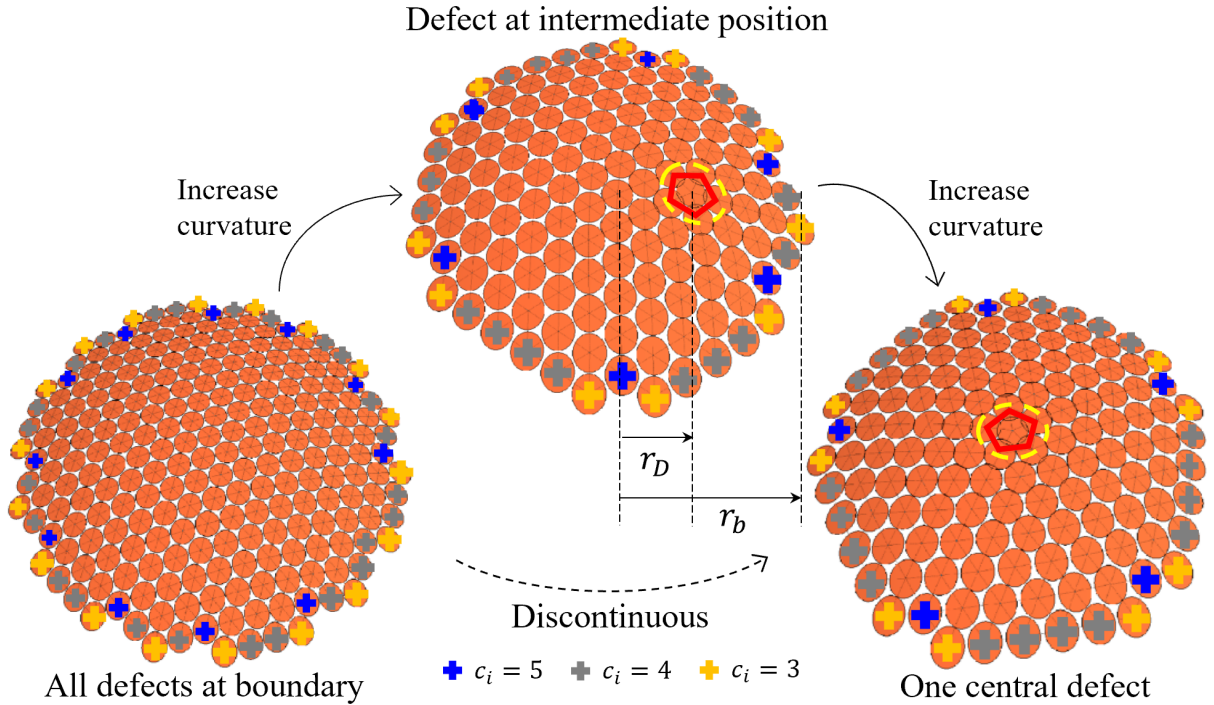 Defect at intermediate position
Increase
curvature
Increase
curvature
r_D
r_b
Discontinuous
c_i = 5
c_i = 4
c_i = 3
All defects at boundary
One central defect